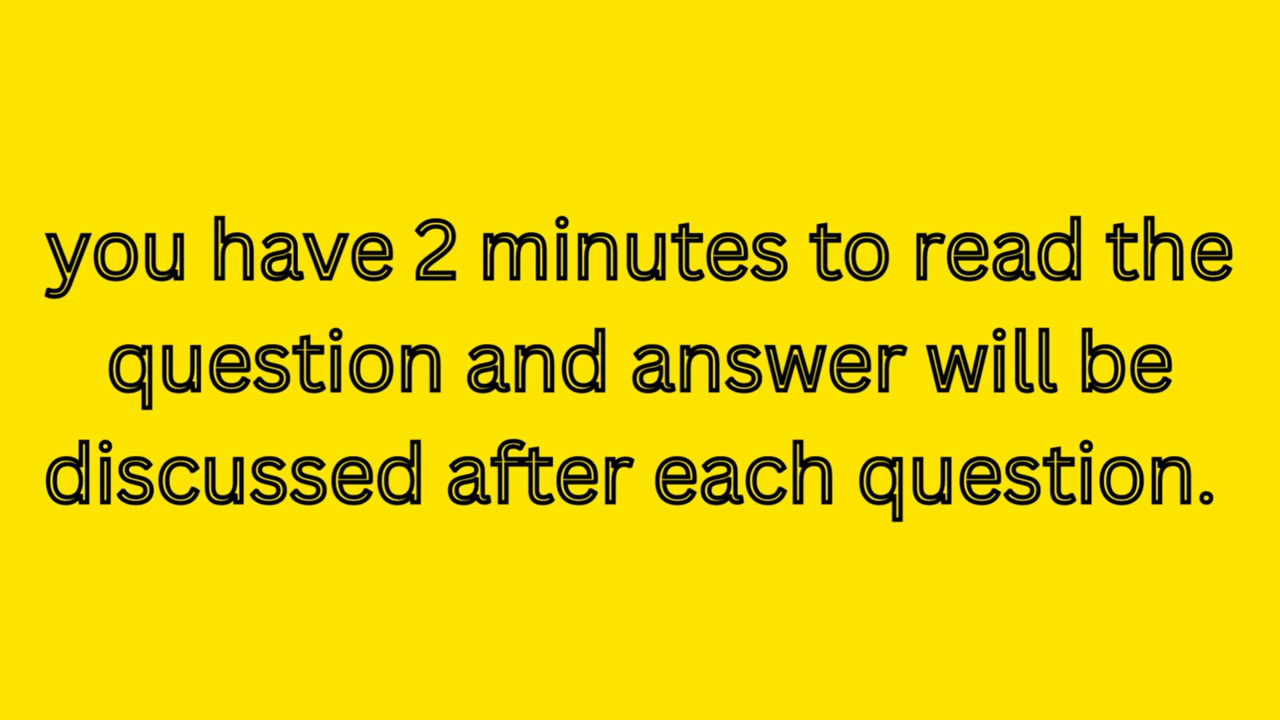 you have 2 minutes to read the
question and answer will be
discussed after each question.